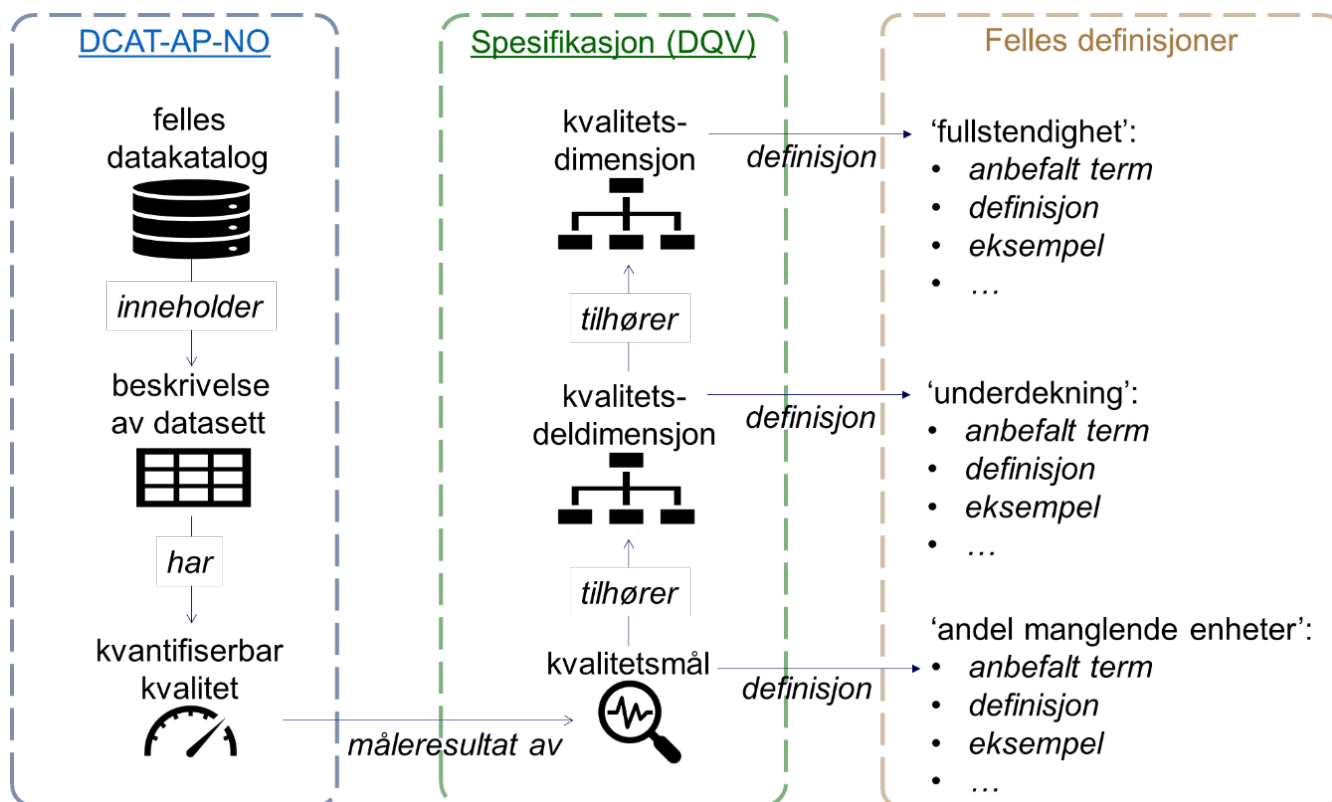 DCAT-AP-NO
felles
datakatalog
inneholder
beskrivelse
av datasett
har
kvantifiserbar
kvalitet
måleresultat av
Spesifikasjon (DQV)
kvalitets-
dimensjon
tilhører
kvalitets-
deldimensjon
tilhører
kvalitetsmål
definisjon
definisjon
definisjon
Felles definisjoner
‘fullstendighet’:
• anbefalt term
• definisjon
• eksempel
• …
‘underdekning’:
• anbefalt term
• definisjon
• eksempel
• …
‘andel manglende enheter’:
• anbefalt term
• definisjon
• eksempel
• …